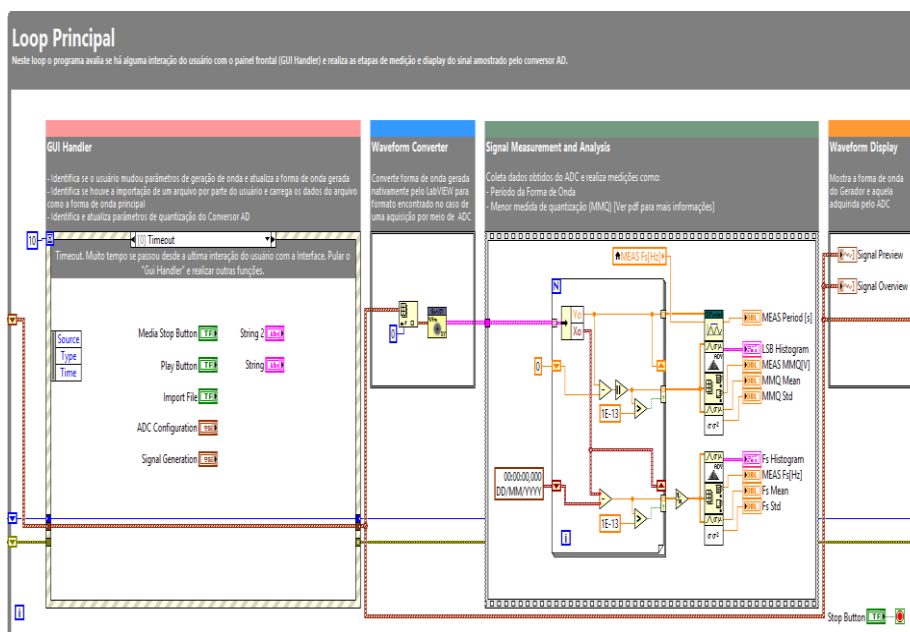 Loop Principal
Neste loop o programa avalia se há alguma interação do usuário com o painel frontal (GUI Handler) e realiza as etapas de medição e diaplay do sinal amostrado pelo conversor AD.
GUI Handler
- Identifica se o usuário mudou parâmetros de geração de onda e atualiza a forma de onda gerada
- Identifica se houve a importação de um arquivo por parte do usuário e carrega os dados do arquivo
como a forma de onda principal
- Identifica e atualiza parâmetros de quantização do Conversor AD
10
[0] Timeout
Timeout. Muito tempo se passou desde a ultima interação do usuário com a Interface. Pular o
"Gui Handler" e realizar outras funções.
Source
Type
Time
Media Stop Button
TF
String 2
abc
Play Button
TF
String
abc
Import File
TF
ADC Configuration
Signal Generation
i
Waveform Converter
Converte forma de onda gerada
nativamente pelo LabVIEW para
formato encontrado no caso de
uma aquisição por meio de ADC
0
Signal Measurement and Analysis
Coleta dados obtidos do ADC e realiza medições como:
- Período da Forma de Onda
- Menor medida de quantização (MMQ) [Ver pdf para mais informações]
MEAS Fs[Hz]
N
Yo
Xo
0
1E-13
00:00:00,000
DD/MM/YYYY
1E-13
i
MEAS Period [s]
LSB Histogram
MEAS MMQ[V]
MMQ Mean
MMQ Std
Fs Histogram
MEAS Fs[Hz]
Fs Mean
Fs Std
Waveform Display
Mostra a forma de onda
do Gerador e aquela
adquirida pelo ADC
Signal Preview
Signal Overview
Stop Button
TF